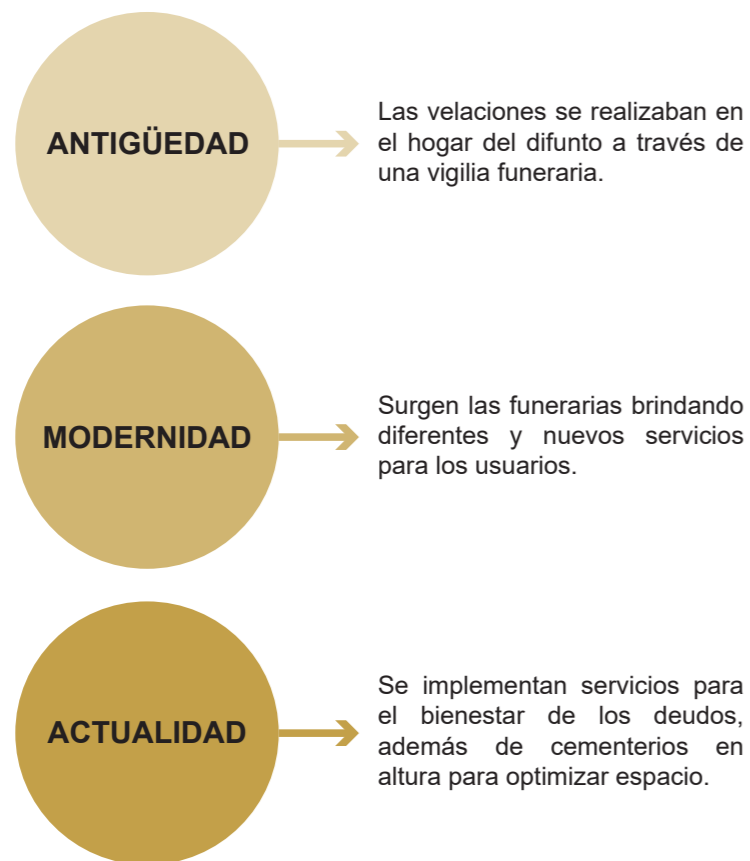 ANTIGÜEDAD
Las velaciones se realizaban en
el hogar del difunto a través de
una vigilia funeraria.
MODERNIDAD
Surgen las funerarias brindando
diferentes y nuevos servicios
para los usuarios.
ACTUALIDAD
Se implementan servicios para
el bienestar de los deudos,
además de cementerios en
altura para optimizar espacio.